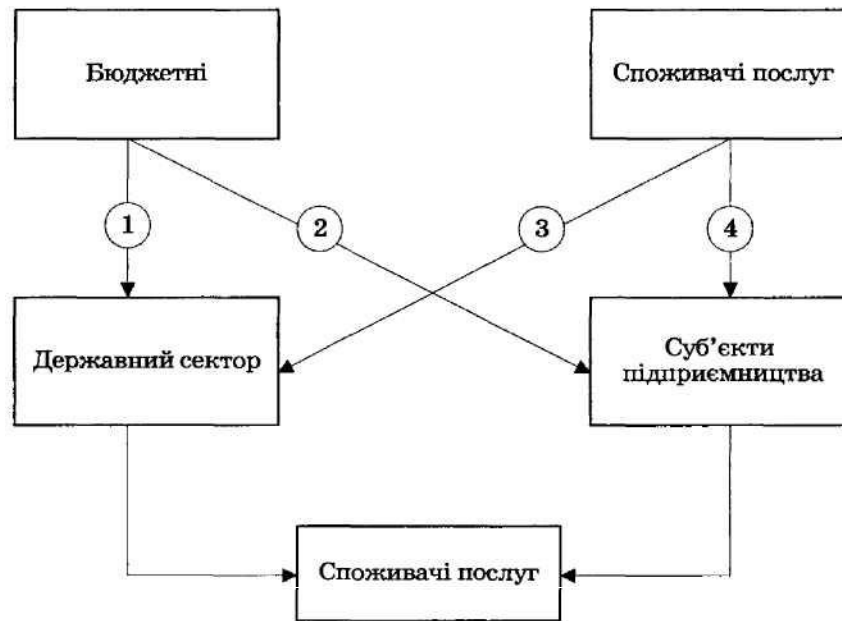 Бюджетні
Споживачі послуг
1
2
3
4
Державний сектор
Суб’єкти
підприємництва
Споживачі послуг